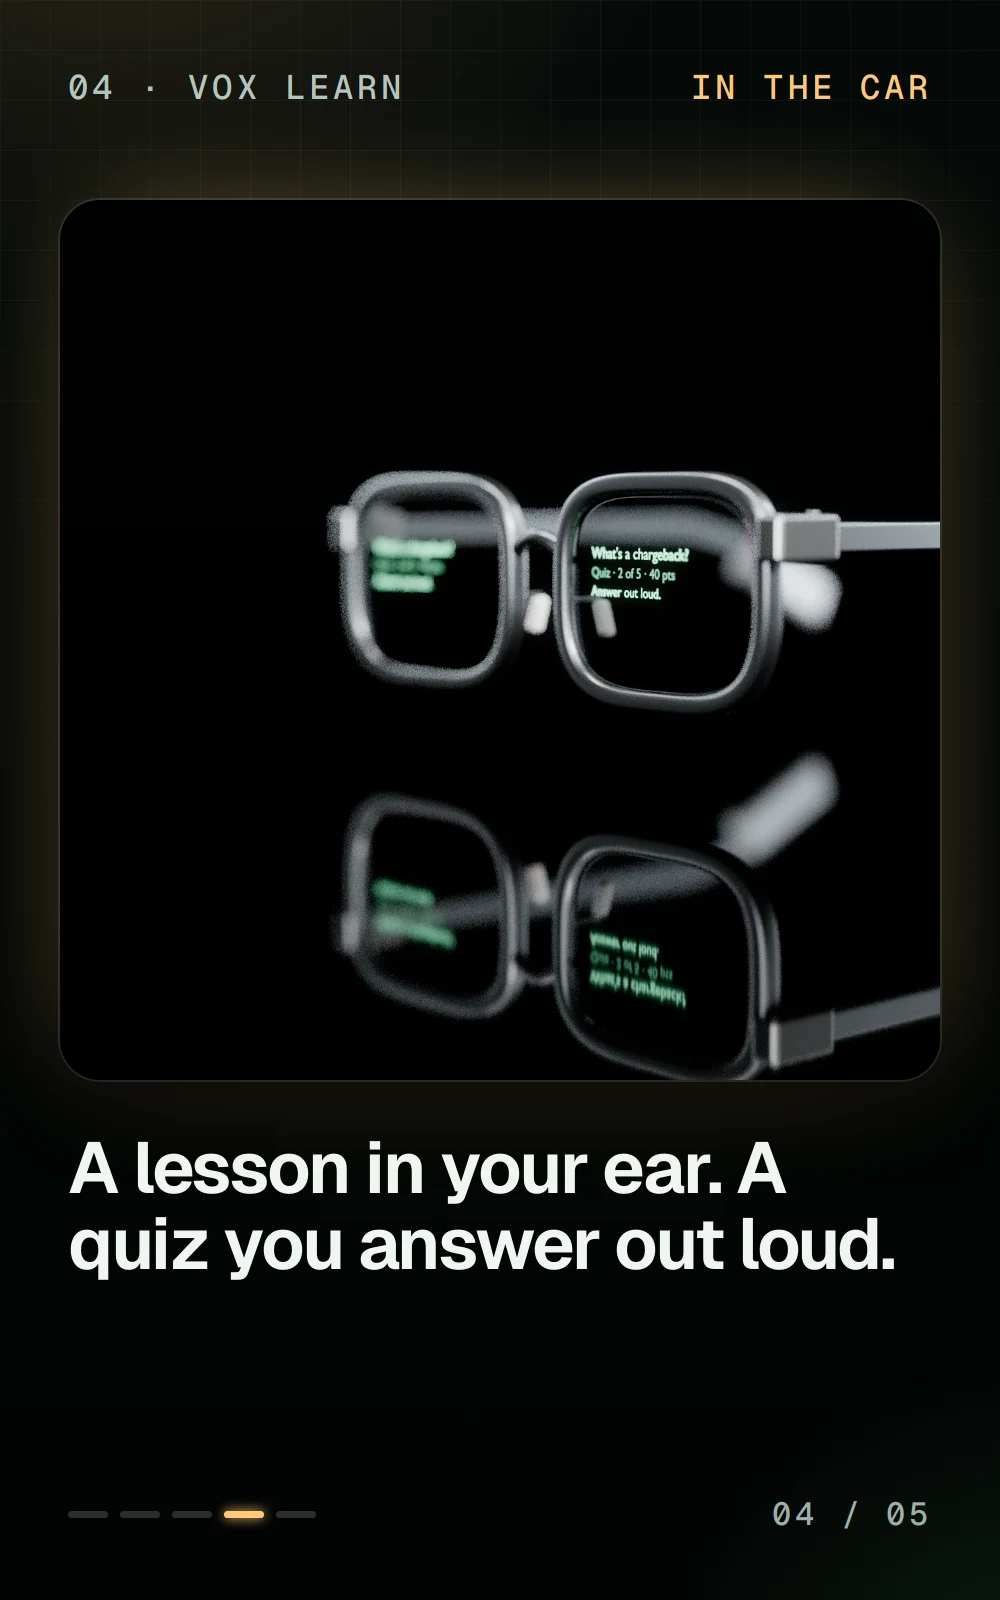 04 · VOX LEARN
IN THE CAR
What's a chargeback?
Quiz · 2 of 5 · 40 pts
Answer out loud.
A lesson in your ear. A
quiz you answer out loud.
04 / 05